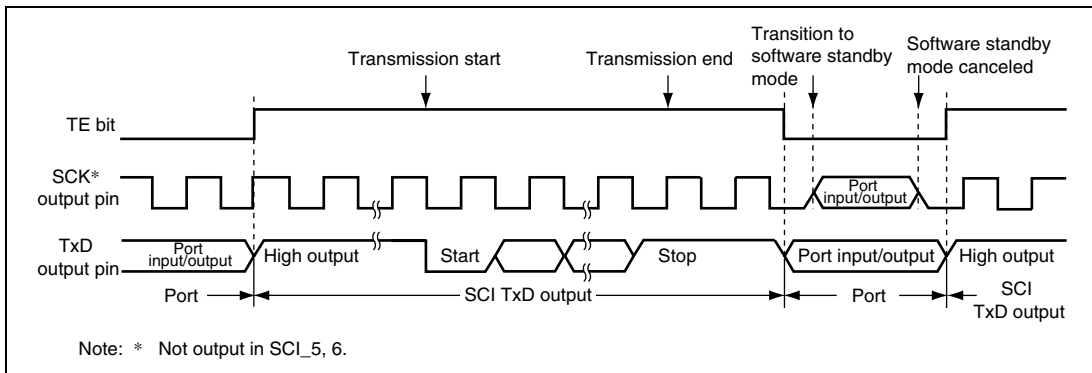 Transition to
software standby
mode
Software standby
mode canceled
Transmission start
Transmission end
TE bit
SCK*
output pin
Port
input/output
TxD
output pin
Port
input/output
High output
Start
Stop
Port input/output
High output
Port
SCI TxD output
Port
SCI
TxD output
Note: * Not output in SCI_5, 6.